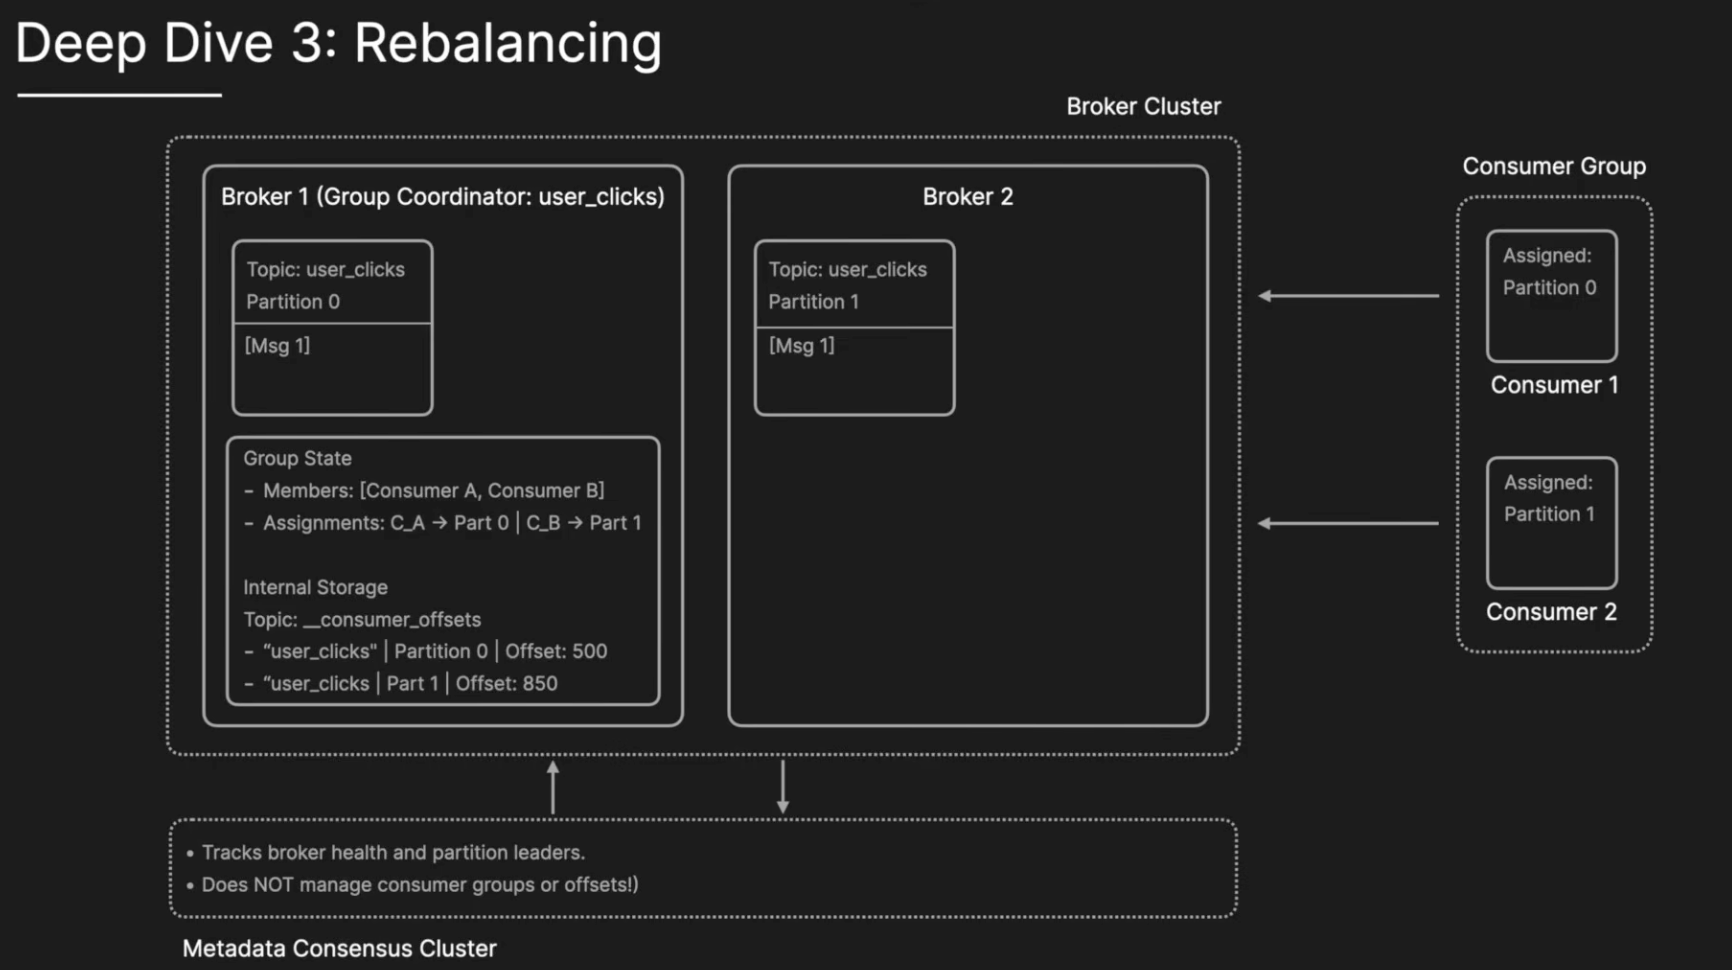 Deep Dive 3: Rebalancing
Broker Cluster
Broker 1 (Group Coordinator: user_clicks)
Topic: user_clicks
Partition 0
[Msg 1]
Group State
- Members: [Consumer A, Consumer B]
- Assignments: C_A → Part 0 | C_B → Part 1
Internal Storage
Topic: __consumer_offsets
- “user_clicks" | Partition 0 | Offset: 500
- “user_clicks | Part 1 | Offset: 850
Broker 2
Topic: user_clicks
Partition 1
[Msg 1]
Consumer Group
Assigned:
Partition 0
Consumer 1
Assigned:
Partition 1
Consumer 2
• Tracks broker health and partition leaders.
• Does NOT manage consumer groups or offsets!)
Metadata Consensus Cluster